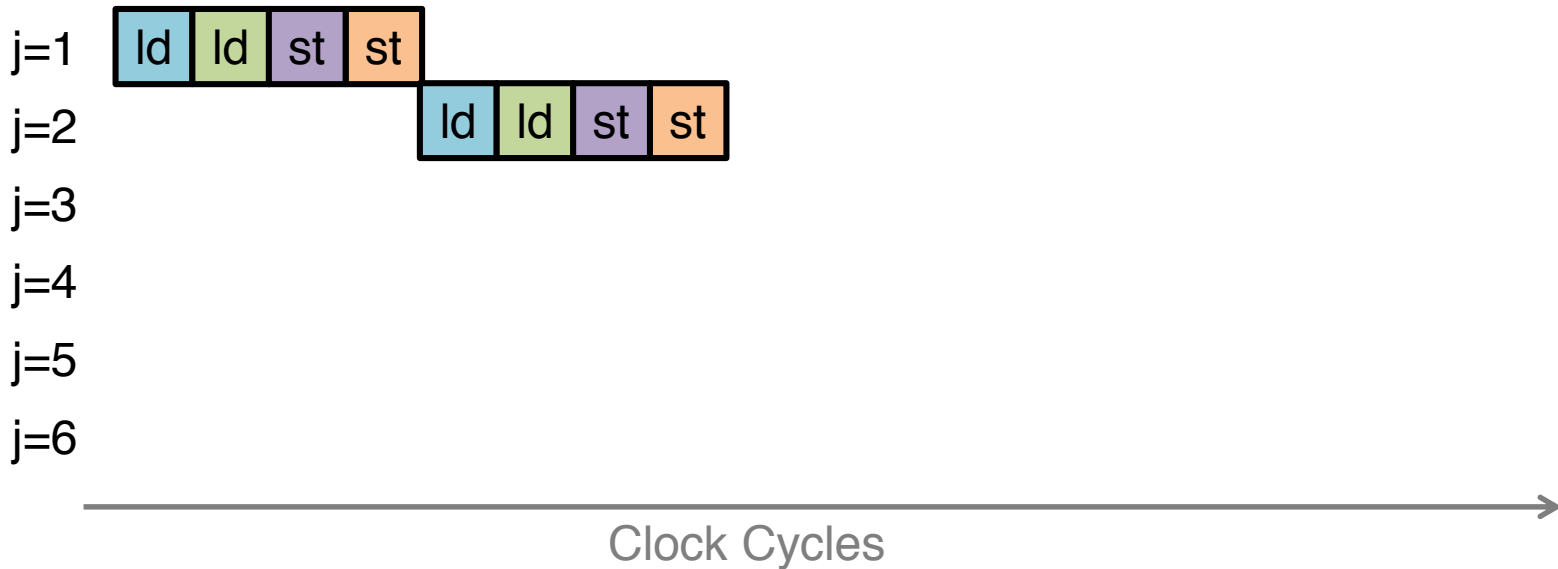 j=1 ld ld st st
j=2 ld ld st st
j=3
j=4
j=5
j=6
Clock Cycles